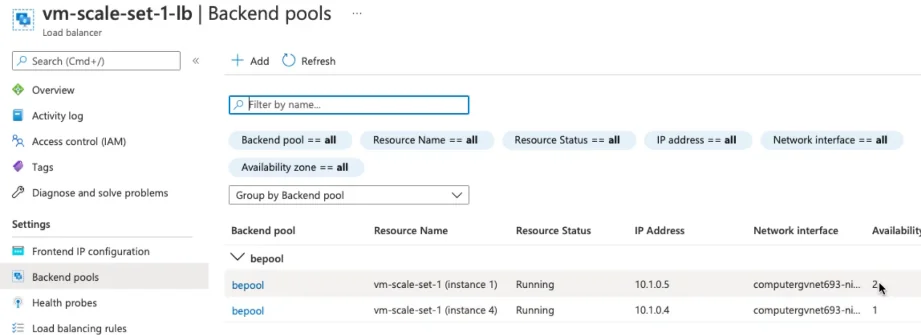 vm-scale-set-1-lb | Backend pools ...
Load balancer
Search (Cmd+/)
«
Add
Refresh
Overview
Activity log
Access control (IAM)
Tags
Diagnose and solve problems
Settings
Frontend IP configuration
Backend pools
Health probes
Load balancing rules
Filter by name...
Backend pool == all
Resource Name == all
Resource Status == all
IP address == all
Network interface == all
Availability zone == all
Group by Backend pool
Backend pool Resource Name Resource Status IP Address Network interface Availability
bepool
bepool vm-scale-set-1 (instance 1) Running 10.1.0.5 computergvnet693-ni... 2
bepool vm-scale-set-1 (instance 4) Running 10.1.0.4 computergvnet693-ni... 1